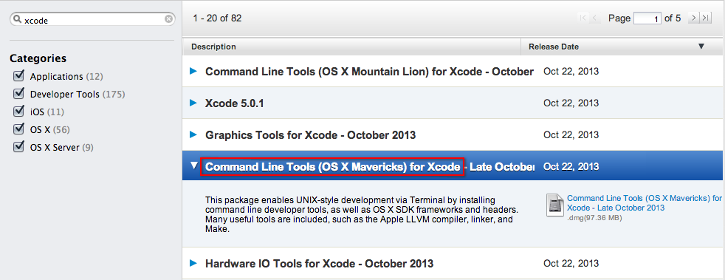 xcode
1 - 20 of 82
Page 1 of 5
Categories
Applications (12)
Developer Tools (175)
iOS (11)
OS X (56)
OS X Server (9)
Description Release Date
Command Line Tools (OS X Mountain Lion) for Xcode - October Oct 22, 2013
Xcode 5.0.1 Oct 22, 2013
Graphics Tools for Xcode - October 2013 Oct 22, 2013
Command Line Tools (OS X Mavericks) for Xcode - Late October Oct 22, 2013
This package enables UNIX-style development via Terminal by installing
command line developer tools, as well as OS X SDK frameworks and headers.
Many useful tools are included, such as the Apple LLVM compiler, linker, and
Make.
Command Line Tools (OS X Mavericks) for
Xcode - Late October 2013
.dmg(97.36 MB)
Hardware IO Tools for Xcode - October 2013 Oct 22, 2013